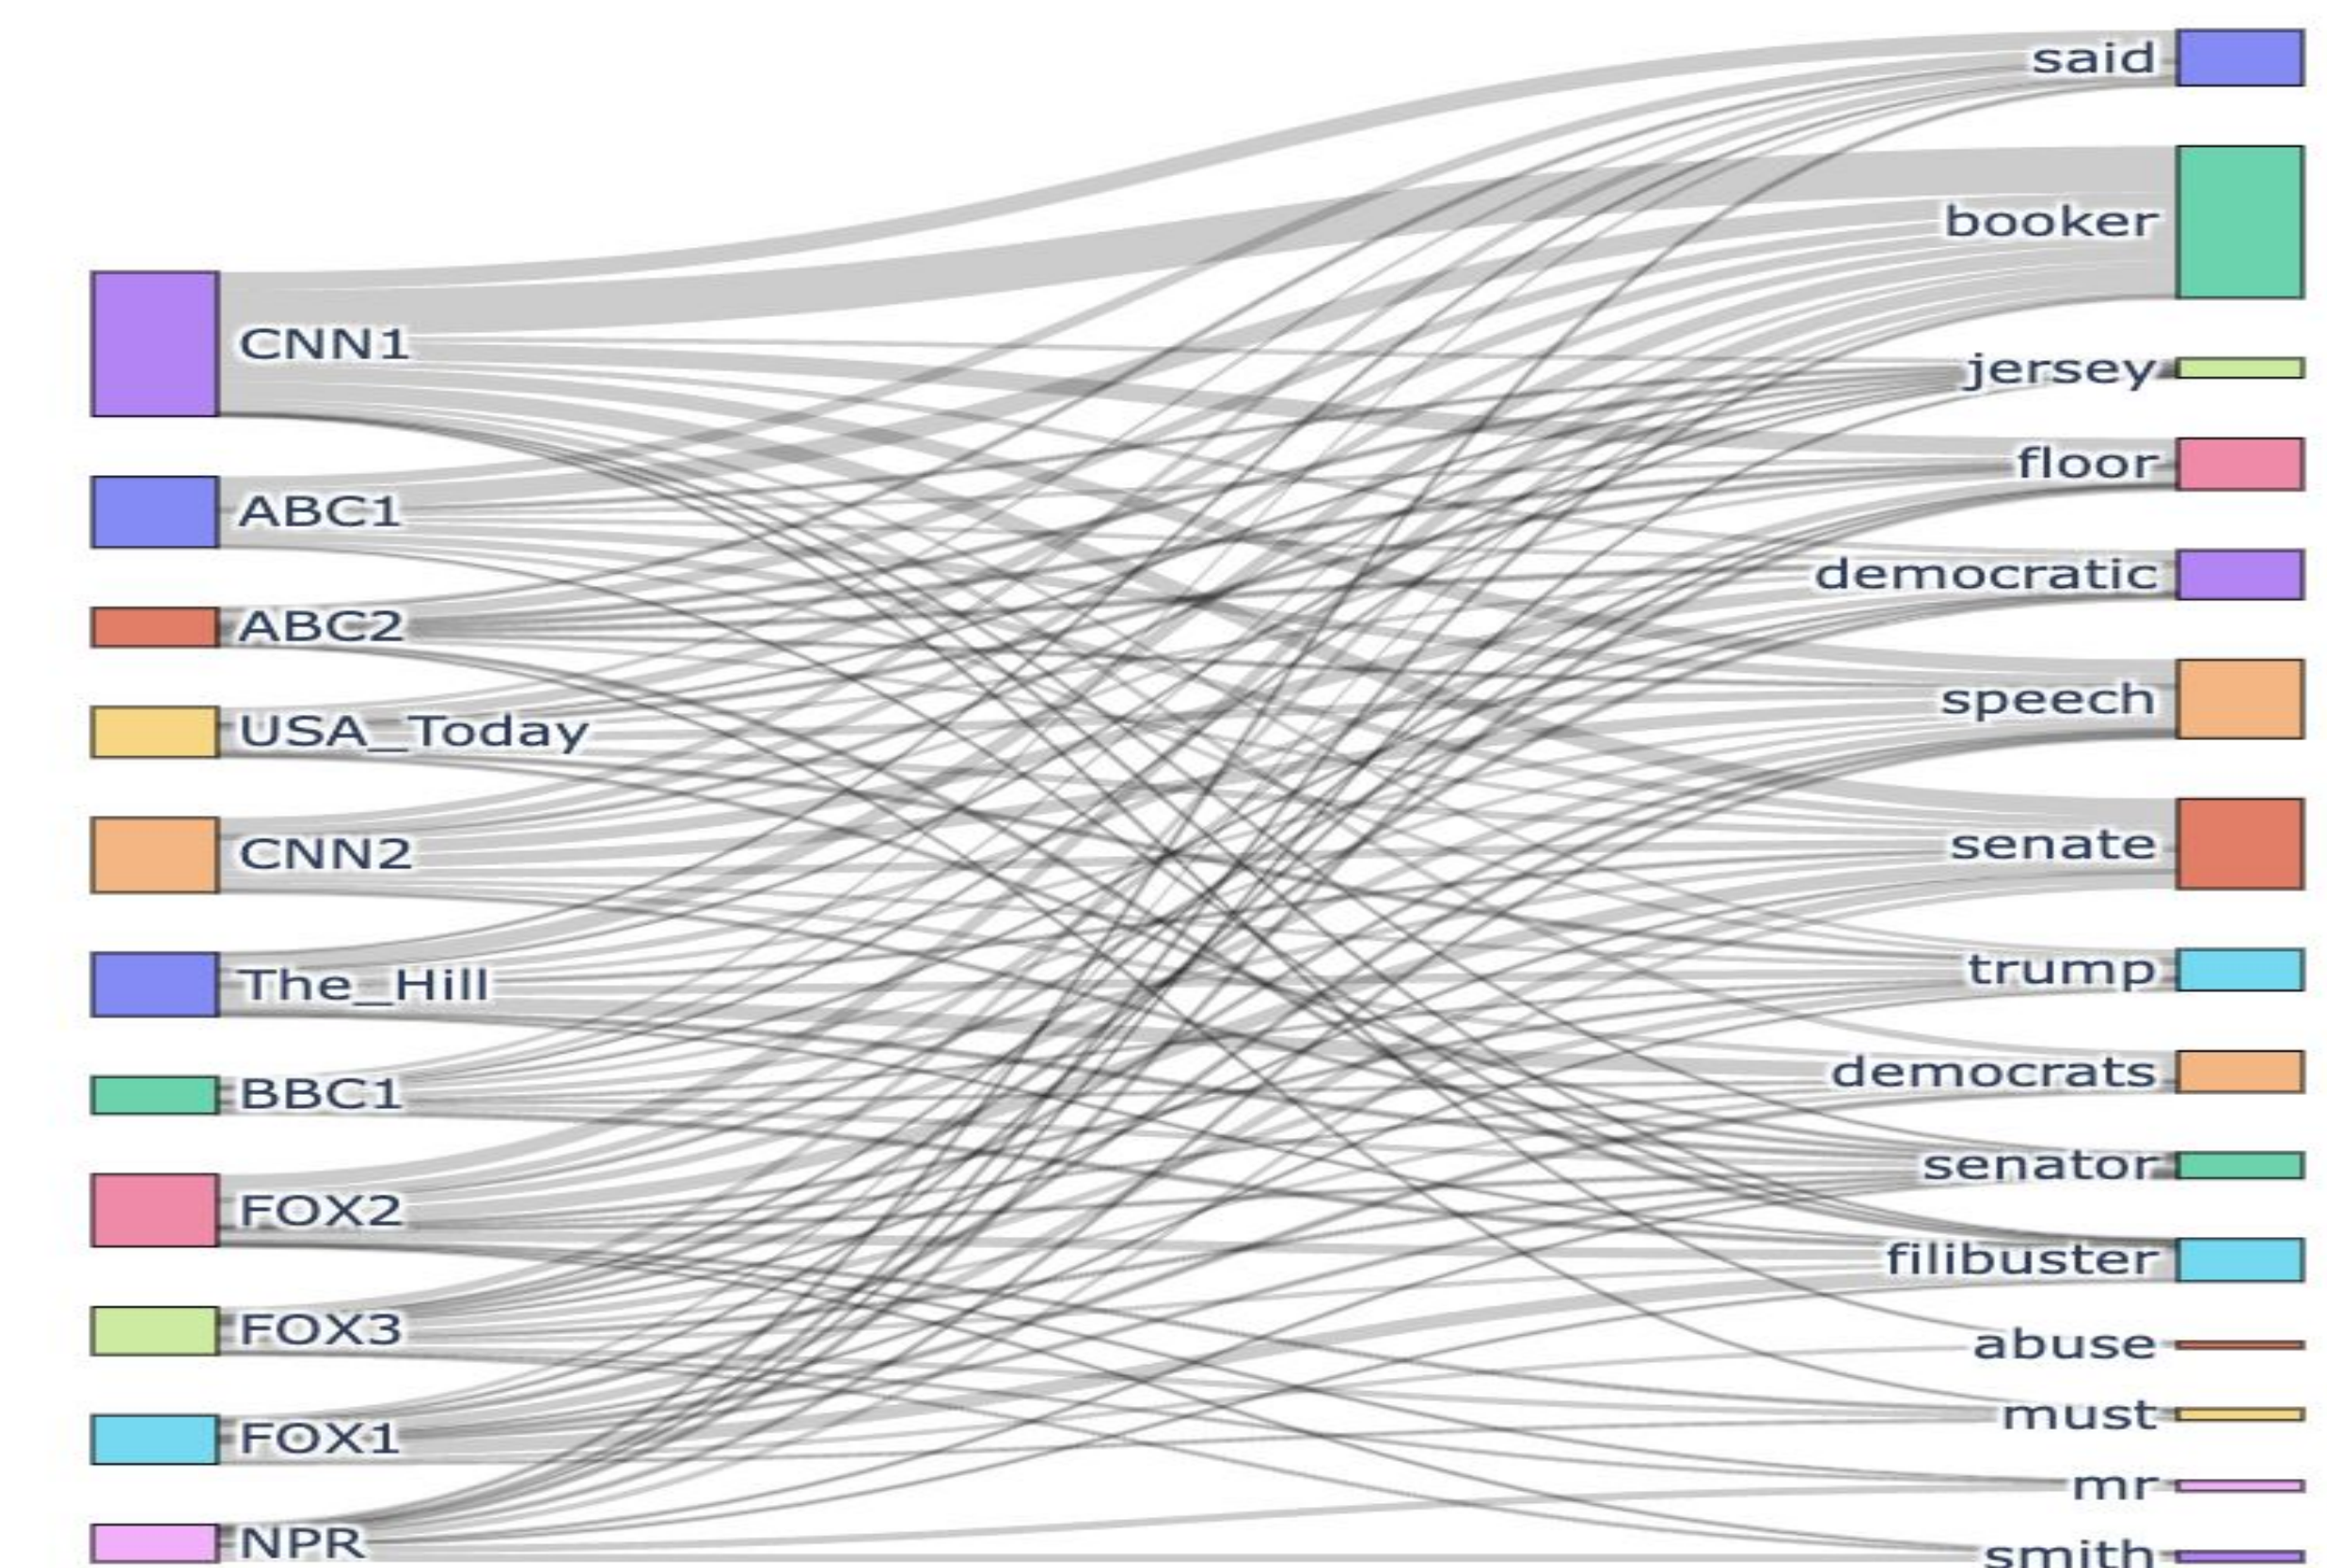 CNN1
ABC1
ABC2
USA_Today
CNN2
The_Hill
BBC1
FOX2
FOX3
FOX1
NPR
said
booker
jersey
floor
democratic
speech
senate
trump
democrats
senator
filibuster
abuse
must
mr
smith